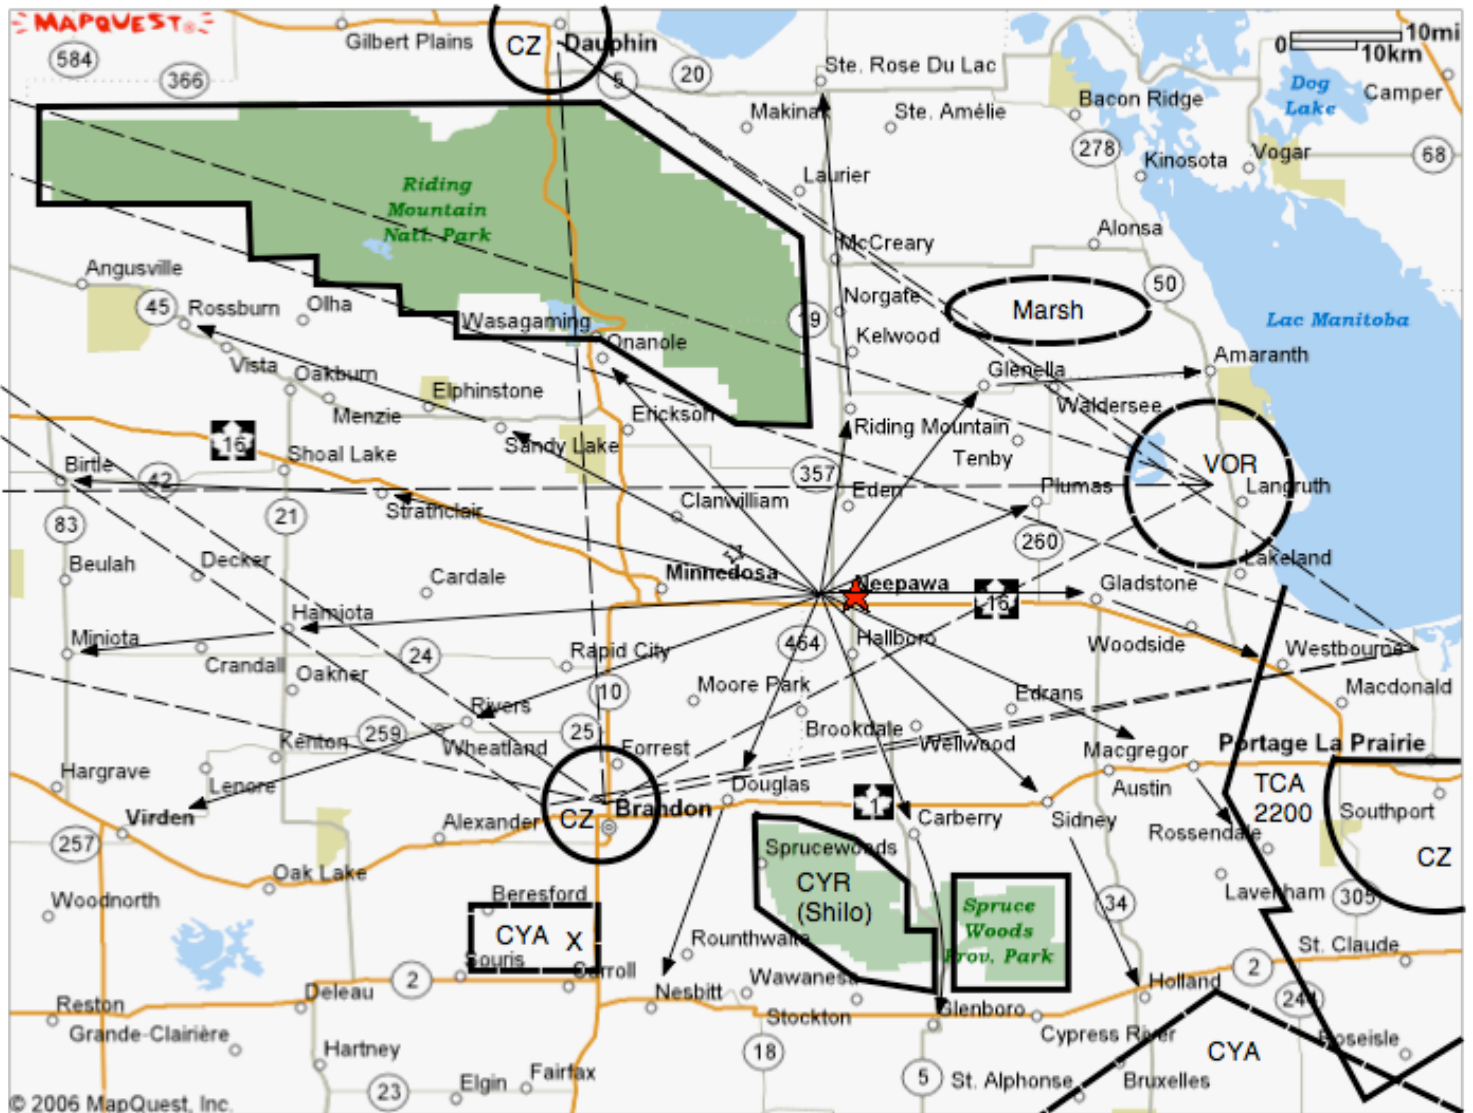 MAPQUEST
Gilbert Plains
CZ
Dauphin
0
10mi
10km
584
366
5
20
Ste. Rose Du Lac
Makinak
Ste. Amélie
Bacon Ridge
Dog
Lake
Camper
278
Kinosota
Vogar
68
Riding
Mountain
Natl. Park
Laurier
McCreary
Alonsa
Angusville
45
Rossburn
Olha
Wasagaming
Onanole
19
Norgate
Kelwood
Marsh
50
Lac Manitoba
Vista
Oakburn
Menzie
Elphinstone
Erickson
Glenella
Amaranth
Waldersee
16
Sandy Lake
Riding Mountain
Tenby
Birtle
42
Shoal Lake
Strathclair
Clanwilliam
357
Eden
Plumas
VOR
Langruth
83
21
260
Beulah
Decker
Cardale
Minnedosa
Neepawa
16
Gladstone
Lakeland
Hamiota
Miniota
Crandall
24
Rapid City
464
Hallboro
Woodside
Westbourne
Oakner
10
Moore Park
Edrans
Macdonald
Rivers
259
25
Brookdale
Wellwood
Kenton
Wheatland
Forrest
Macgregor
Portage La Prairie
Hargrave
Lenore
Douglas
1
Austin
TCA
2200
Virden
CZ
Brandon
Carberry
Sidney
Rossendale
Southport
257
Alexander
Sprucewoods
CZ
Oak Lake
CYR
(Shilo)
Lavenham
305
Woodnorth
Beresford
CYA
X
Spruce
Woods
Prov. Park
34
Rounthwaite
St. Claude
Souris
Carroll
2
Wawanesa
2
Reston
Deleau
Nesbitt
Stockton
Glenboro
Holland
244
Grande-Clairière
Hartney
18
Cypress River
CYA
Roseisle
23
Elgin
Fairfax
5
St. Alphonse
Bruxelles
© 2006 MapQuest, Inc.